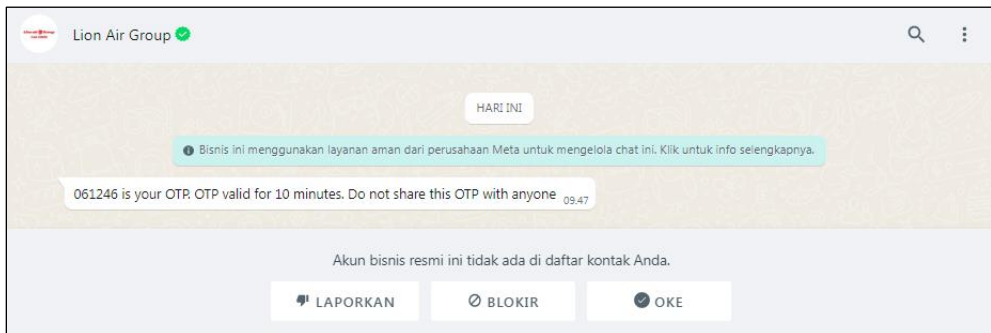 Lion Air Group
HARI INI
Bisnis ini menggunakan layanan aman dari perusahaan Meta untuk mengelola chat ini. Klik untuk info selengkapnya.
061246 is your OTP. OTP valid for 10 minutes. Do not share this OTP with anyone 09.47
Akun bisnis resmi ini tidak ada di daftar kontak Anda.
LAPORKAN BLOKIR OKE